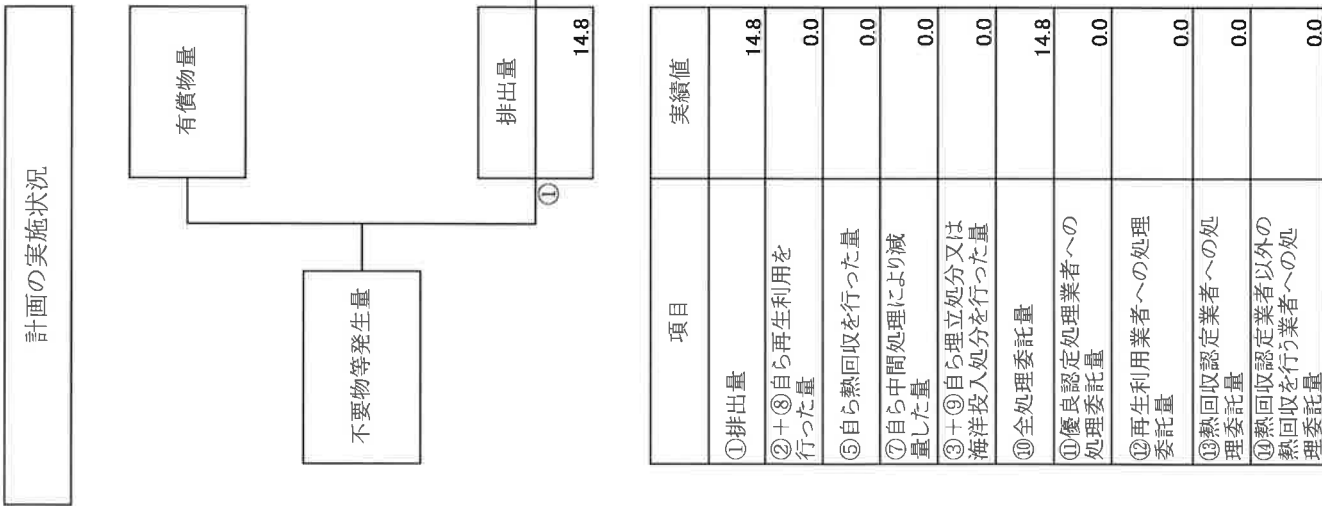 計画の実施状況
不要物等発生量
有償物量
①
排出量
14.8
項目
実績値
①排出量
14.8
②+⑧自ら再生利用を
行った量
0.0
⑤自ら熱回収を行った量
0.0
⑦自ら中間処理により減
量した量
0.0
③+⑨自ら埋立処分又は
海洋投入処分を行った量
0.0
⑩全処理委託量
14.8
⑪優良認定処理業者への
処理委託量
0.0
⑫再生利用業者への処理
委託量
0.0
⑬熱回収認定業者への処
理委託量
0.0
⑭熱回収認定業者以外の
熱回収を行う業者への処
理委託量
0.0